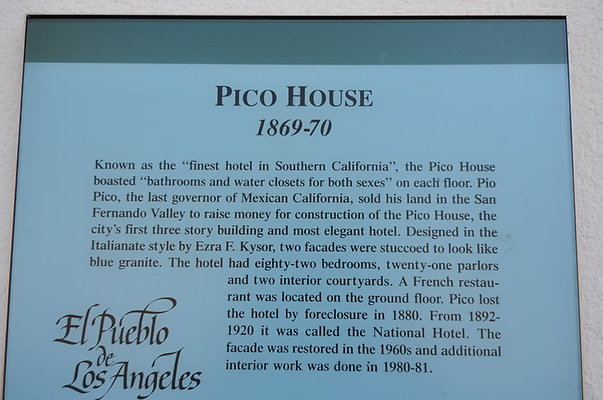 PICO HOUSE
1869-70
Known as the "finest hotel in Southern California", the Pico House
boasted "bathrooms and water closets for both sexes" on each floor. Pio
Pico, the last governor of Mexican California, sold his land in the San
Fernando Valley to raise money for construction of the Pico House, the
city's first three story building and most elegant hotel. Designed in the
Italianate style by Ezra F. Kysor, two facades were stuccoed to look like
blue granite. The hotel had eighty-two bedrooms, twenty-one parlors
and two interior courtyards. A French restau-
rant was located on the ground floor. Pico lost
the hotel by foreclosure in 1880. From 1892-
1920 it was called the National Hotel. The
facade was restored in the 1960s and additional
interior work was done in 1980-81.
El Pueblo
de
Los Angeles